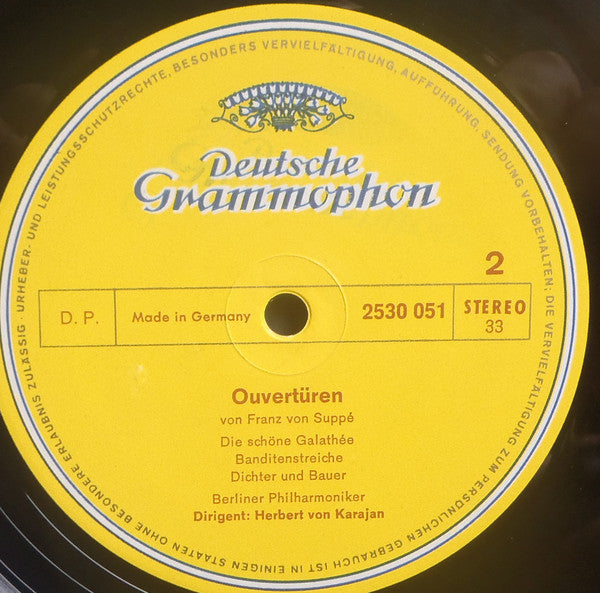 URHEBER- UND LEISTUNGSSCHUTZRECHTE, BESONDERS VERVIELFÄLTIGUNG, AUFFÜHRUNG, SENDUNG VORBEHALTEN; DIE VERVIELFÄLTIGUNG ZUM PERSÖNLICHEN GEBRAUCH IST IN EINIGEN STAATEN OHNE BESONDERE ERLAUBNIS ZULÄSSIG ·
Deutsche
Grammophon
2
D. P.
Made in Germany
2530 051
STEREO
33
Ouvertüren
von Franz von Suppé
Die schöne Galathée
Banditenstreiche
Dichter und Bauer
Berliner Philharmoniker
Dirigent: Herbert von Karajan